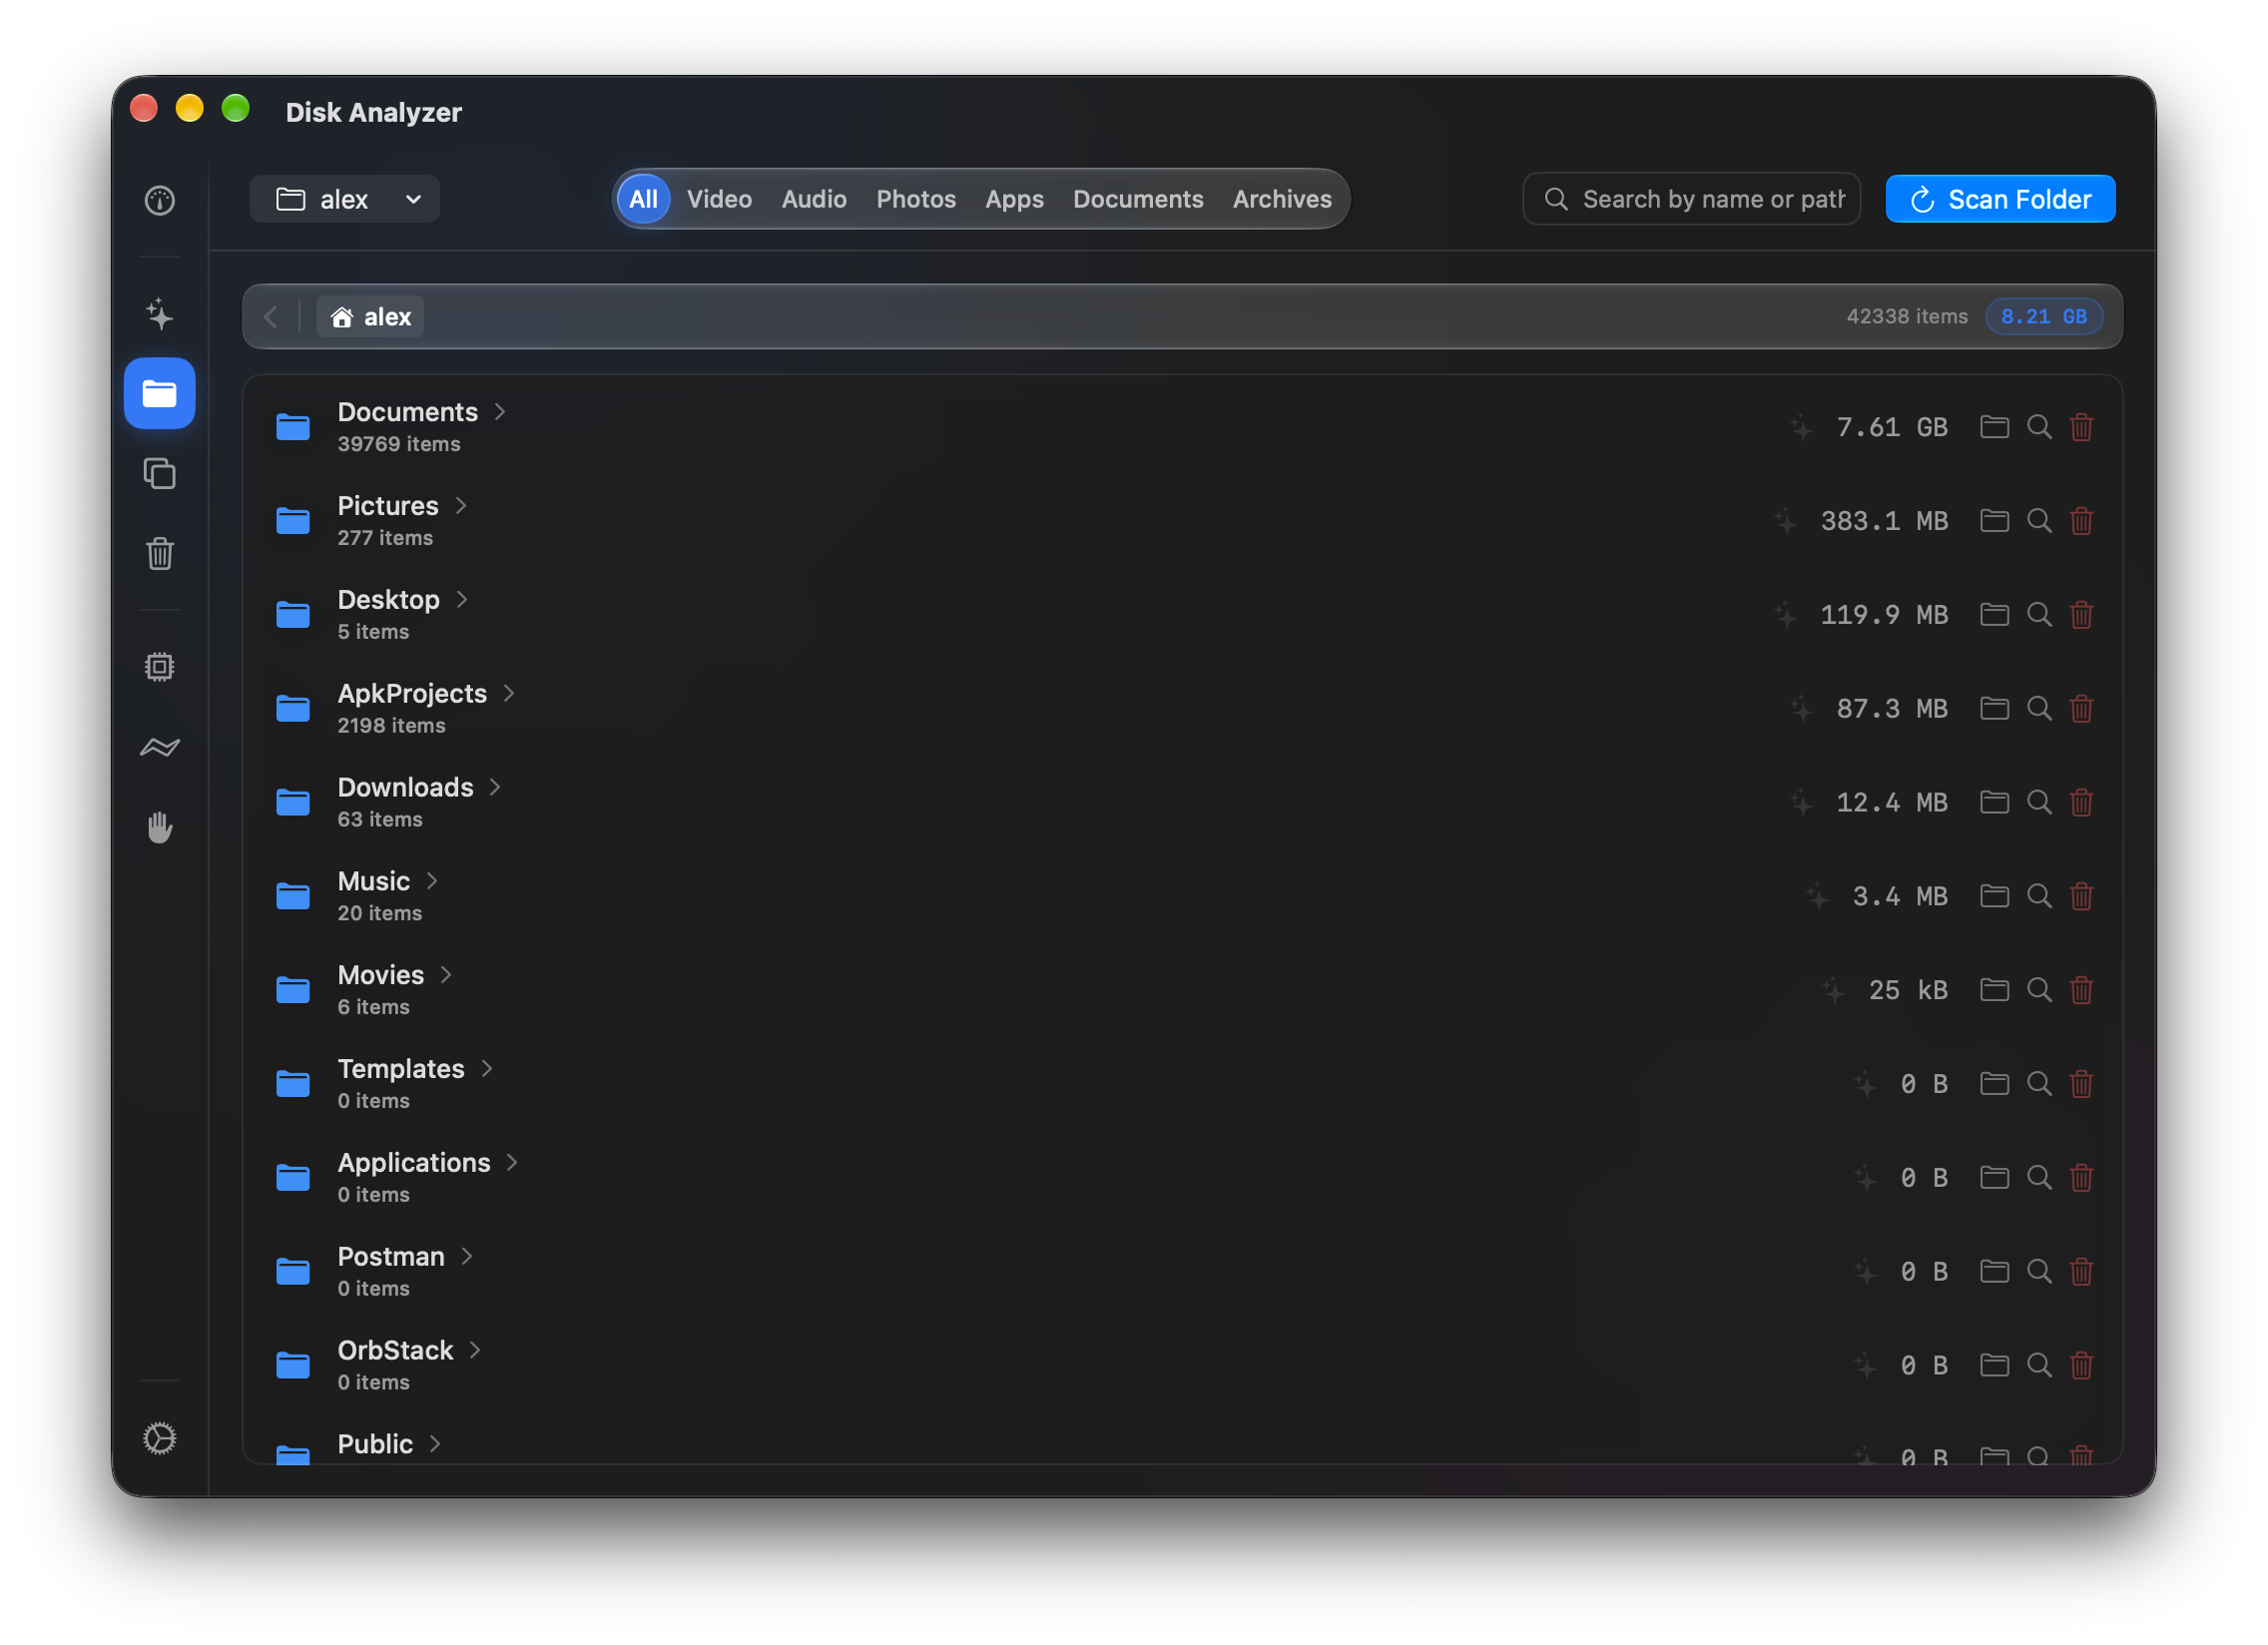 Disk Analyzer
alex
All Video Audio Photos Apps Documents Archives
Search by name or path
Scan Folder
alex
42338 items 8.21 GB
Documents
39769 items
7.61 GB
Pictures
277 items
383.1 MB
Desktop
5 items
119.9 MB
ApkProjects
2198 items
87.3 MB
Downloads
63 items
12.4 MB
Music
20 items
3.4 MB
Movies
6 items
25 kB
Templates
0 items
0 B
Applications
0 items
0 B
Postman
0 items
0 B
OrbStack
0 items
0 B
Public
0 B